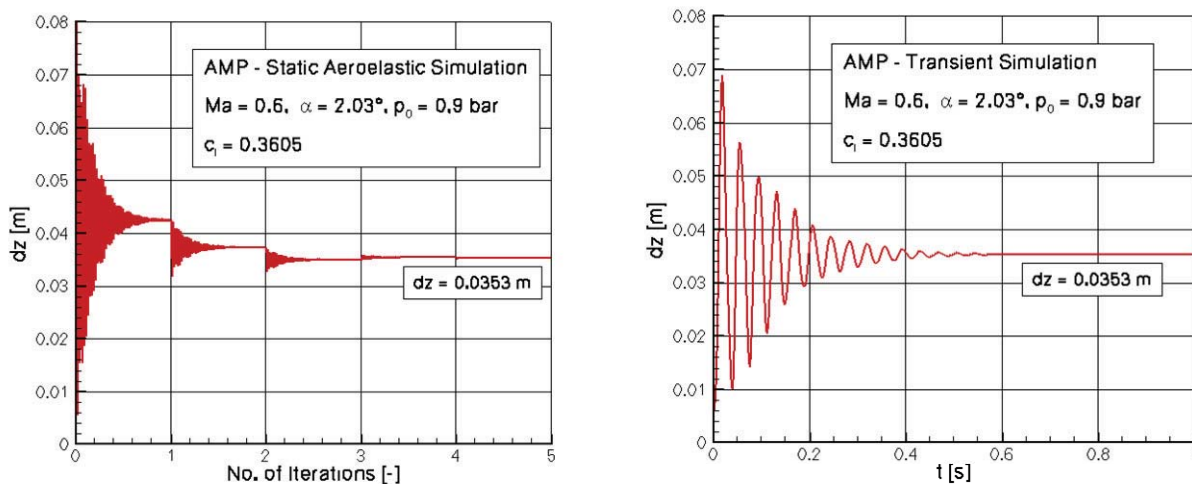 0.08
0.07
0.06
0.05
0.04
0.03
0.02
0.01
0
dz [m]
AMP - Static Aeroelastic Simulation
Ma = 0.6, α = 2.03°, p₀ = 0.9 bar
cₗ = 0.3605
dz = 0.0353 m
0 1 2 3 4 5
No. of Iterations [-]
0.08
0.07
0.06
0.05
0.04
0.03
0.02
0.01
0
dz [m]
AMP - Transient Simulation
Ma = 0.6, α = 2.03°, p₀ = 0.9 bar
cₗ = 0.3605
dz = 0.0353 m
0 0.2 0.4 0.6 0.8
t [s]